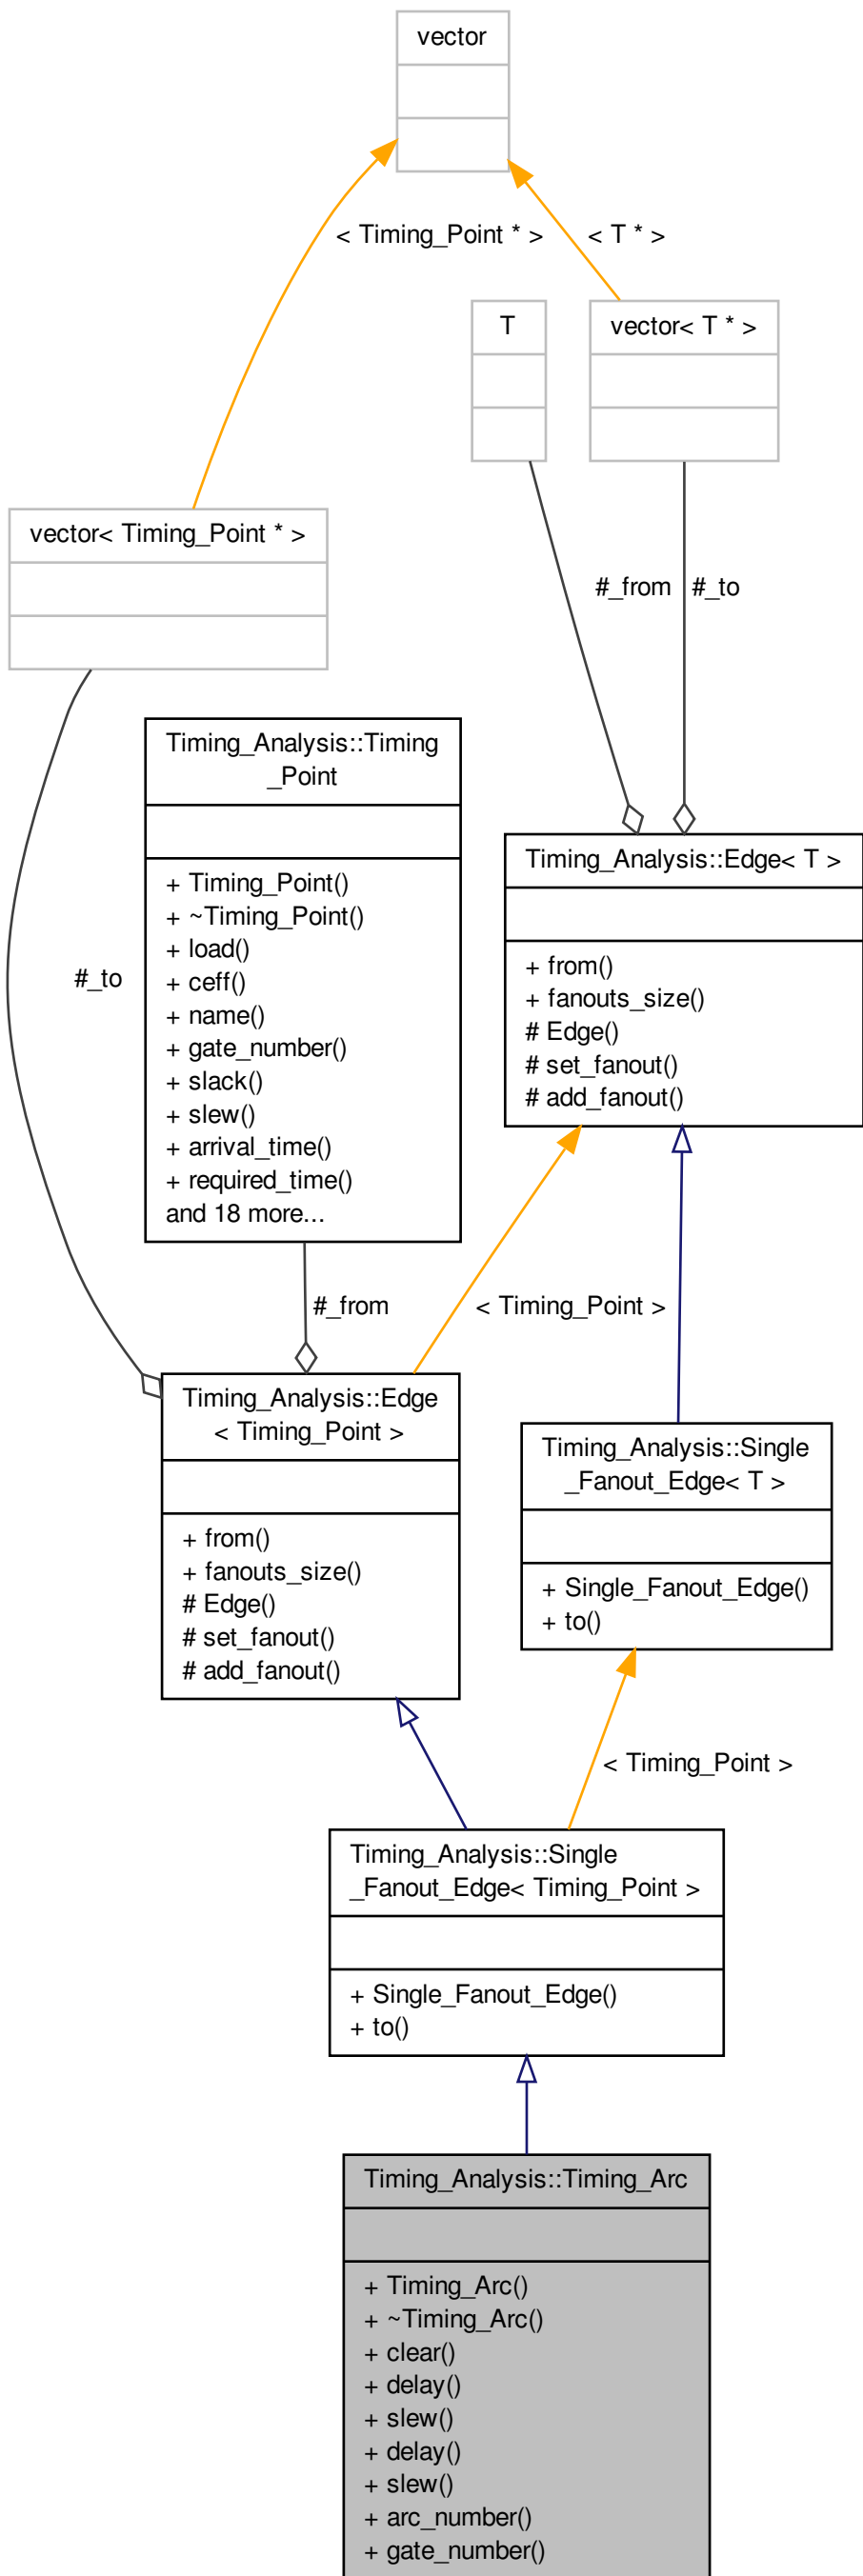 vector
< Timing_Point * >
< T * >
T
vector< T * >
vector< Timing_Point * >
#_from
#_to
Timing_Analysis::Timing
_Point
+ Timing_Point()
+ ~Timing_Point()
+ load()
+ ceff()
+ name()
+ gate_number()
+ slack()
+ slew()
+ arrival_time()
+ required_time()
and 18 more...
Timing_Analysis::Edge< T >
+ from()
+ fanouts_size()
# Edge()
# set_fanout()
# add_fanout()
#_to
#_from
< Timing_Point >
Timing_Analysis::Edge
< Timing_Point >
+ from()
+ fanouts_size()
# Edge()
# set_fanout()
# add_fanout()
Timing_Analysis::Single
_Fanout_Edge< T >
+ Single_Fanout_Edge()
+ to()
< Timing_Point >
Timing_Analysis::Single
_Fanout_Edge< Timing_Point >
+ Single_Fanout_Edge()
+ to()
Timing_Analysis::Timing_Arc
+ Timing_Arc()
+ ~Timing_Arc()
+ clear()
+ delay()
+ slew()
+ delay()
+ slew()
+ arc_number()
+ gate_number()